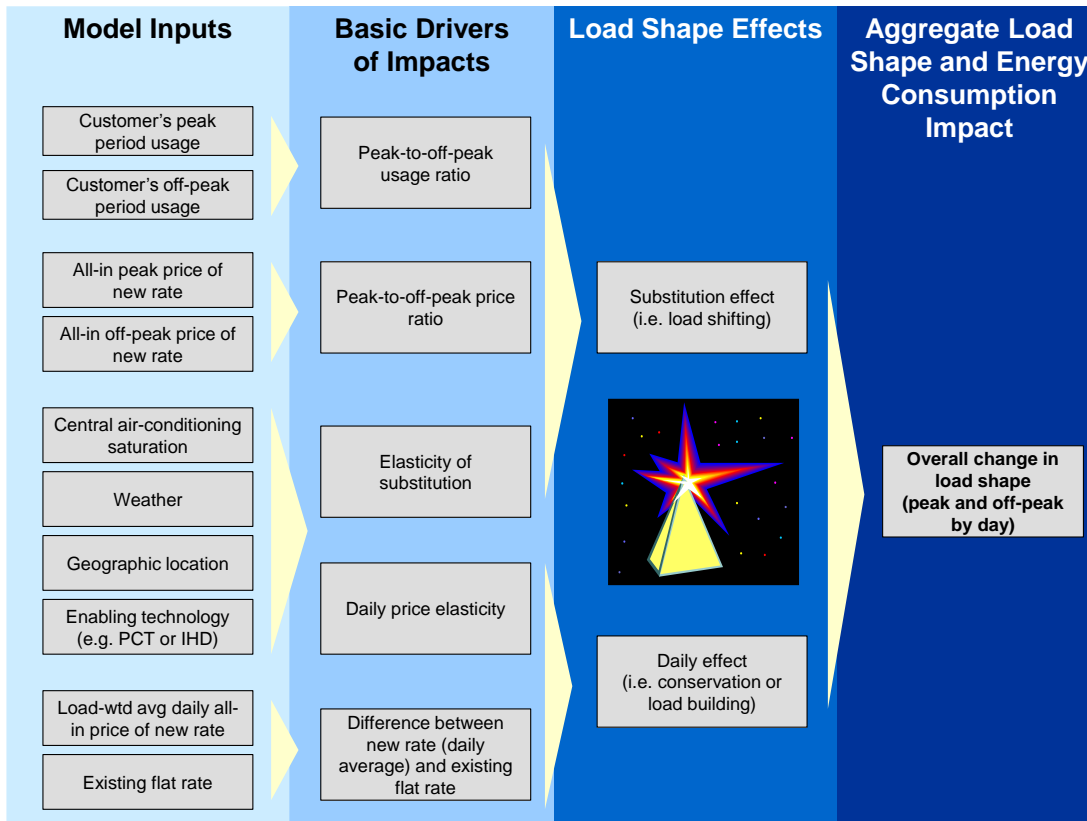 Model Inputs
Customer's peak
period usage
Customer's off-peak
period usage
All-in peak price of
new rate
All-in off-peak price of
new rate
Central air-conditioning
saturation
Weather
Geographic location
Enabling technology
(e.g. PCT or IHD)
Load-wtd avg daily all-
in price of new rate
Existing flat rate
Basic Drivers
of Impacts
Peak-to-off-peak
usage ratio
Peak-to-off-peak price
ratio
Elasticity of
substitution
Daily price elasticity
Difference between
new rate (daily
average) and existing
flat rate
Load Shape Effects
Substitution effect
(i.e. load shifting)
Daily effect
(i.e. conservation or
load building)
Aggregate Load
Shape and Energy
Consumption
Impact
Overall change in
load shape
(peak and off-peak
by day)